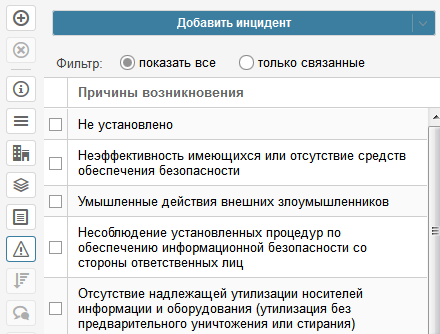 Добавить инцидент
Фильтр: показать все только связанные
Причины возникновения
Не установлено
Неэффективность имеющихся или отсутствие средств
обеспечения безопасности
Умышленные действия внешних злоумышленников
Несоблюдение установленных процедур по
обеспечению информационной безопасности со
стороны ответственных лиц
Отсутствие надлежащей утилизации носителей
информации и оборудования (утилизация без
предварительного уничтожения или стирания)